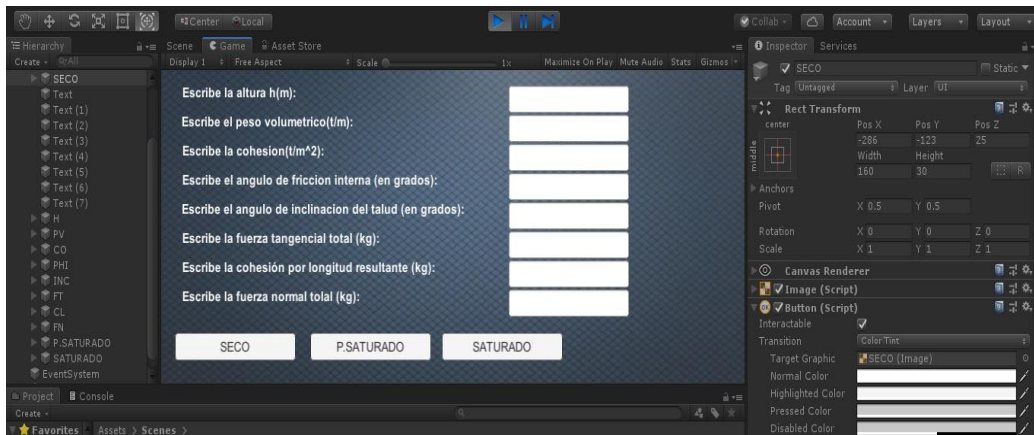 Center Local Collab Account Layers Layout
Hierarchy Scene Game Asset Store Inspector Services
Create All Display 1 Free Aspect Scale 1x Maximize On Play Mute Audio Stats Gizmos SECO Static
SECO
Text
Text (1)
Text (2)
Text (3)
Text (4)
Text (5)
Text (6)
Text (7)
H
PV
CO
PHI
INC
FT
CL
FN
P.SATURADO
SATURADO
EventSystem
Escribe la altura h(m):
Escribe el peso volumetrico(t/m):
Escribe la cohesion(t/m^2):
Escribe el angulo de friccion interna (en grados):
Escribe el angulo de inclinacion del talud (en grados):
Escribe la fuerza tangencial total (kg):
Escribe la cohesión por longitud resultante (kg):
Escribe la fuerza normal total (kg):
SECO P.SATURADO SATURADO
Tag Untagged Layer UI
Rect Transform
center Pos X Pos Y Pos Z
middle -286 -123 25
Width Height
160 30 R
Anchors
Pivot X 0.5 Y 0.5
Rotation X 0 Y 0 Z 0
Scale X 1 Y 1 Z 1
Canvas Renderer
Image (Script)
Button (Script)
Interactable
Transition Color Tint
Target Graphic SECO (Image)
Normal Color
Highlighted Color
Pressed Color
Disabled Color
Project Console
Create
Favorites Assets > Scenes >